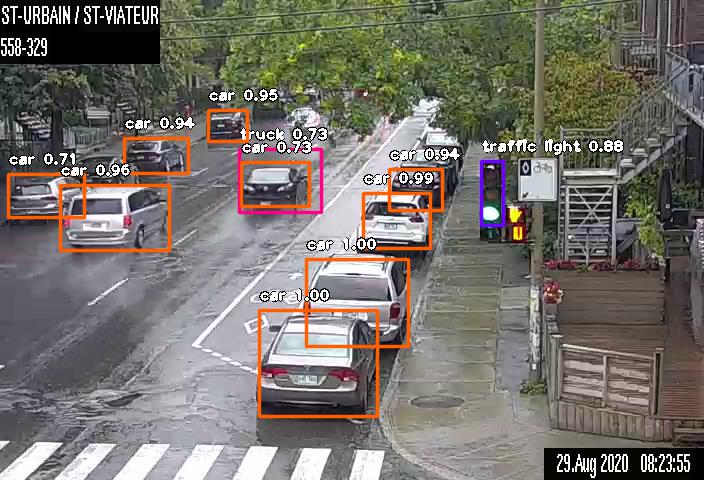 ST-URBAIN / ST-VIATEUR
558-329
car 0.95
car 0.94
truck 0.73
car 0.73
car 0.71
car 0.96
car 0.94
traffic light 0.88
car 0.99
car 1.00
car 1.00
29.Aug 2020 08:23:55